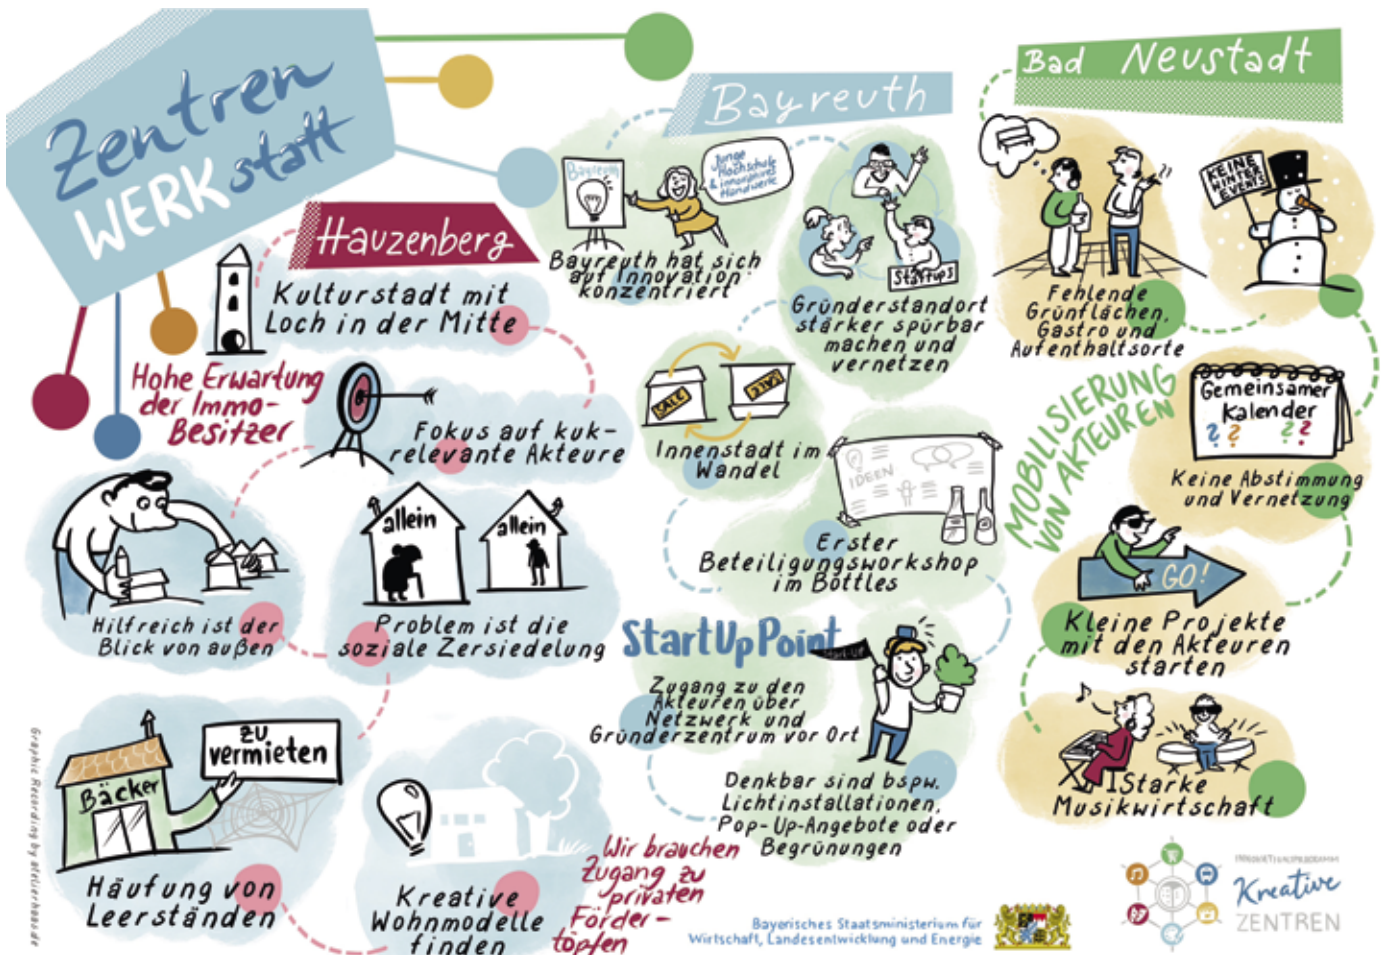 Zentren
WERKstatt
Hauzenberg
Kulturstadt mit
Loch in der Mitte
Hohe Erwartung
der Immo-
Besitzer
Fokus auf kuk-
relevante Akteure
Hilfreich ist der
Blick von außen
allein
allein
Problem ist die
soziale Zersiedelung
Bäcker
zu
vermieten
Häufung von
Leerständen
Kreative
Wohnmodelle
finden
Wir brauchen
Zugang zu
privaten
Förder-
töpfen
Bayreuth
Bayreuth
Junge
Hochschule
& innovatives
Handwerk
Bayreuth hat sich
auf Innovation
konzentriert
Startups
Gründerstandort
stärker spürbar
machen und
vernetzen
SALE
SALE
Innenstadt im
Wandel
IDEEN
Erster
Beteiligungsworkshop
im Bottles
StartUpPoint
Zugang zu den
Akteuren über
Netzwerk und
Gründerzentrum vor Ort
Denkbar sind bspw.
Lichtinstallationen,
Pop-Up-Angebote oder
Begrünungen
Bad Neustadt
Fehlende
Grünflächen,
Gastro und
Aufenthaltsorte
KEINE
WINTER
EVENTS
MOBILISIERUNG
VON AKTEUREN
Gemeinsamer
Kalender
? ? ? ?
Keine Abstimmung
und Vernetzung
GO!
Kleine Projekte
mit den Akteuren
starten
Starke
Musikwirtschaft
Bayerisches Staatsministerium für
Wirtschaft, Landesentwicklung und Energie
INNOVATIONSPROGRAMM
Kreative
ZENTREN